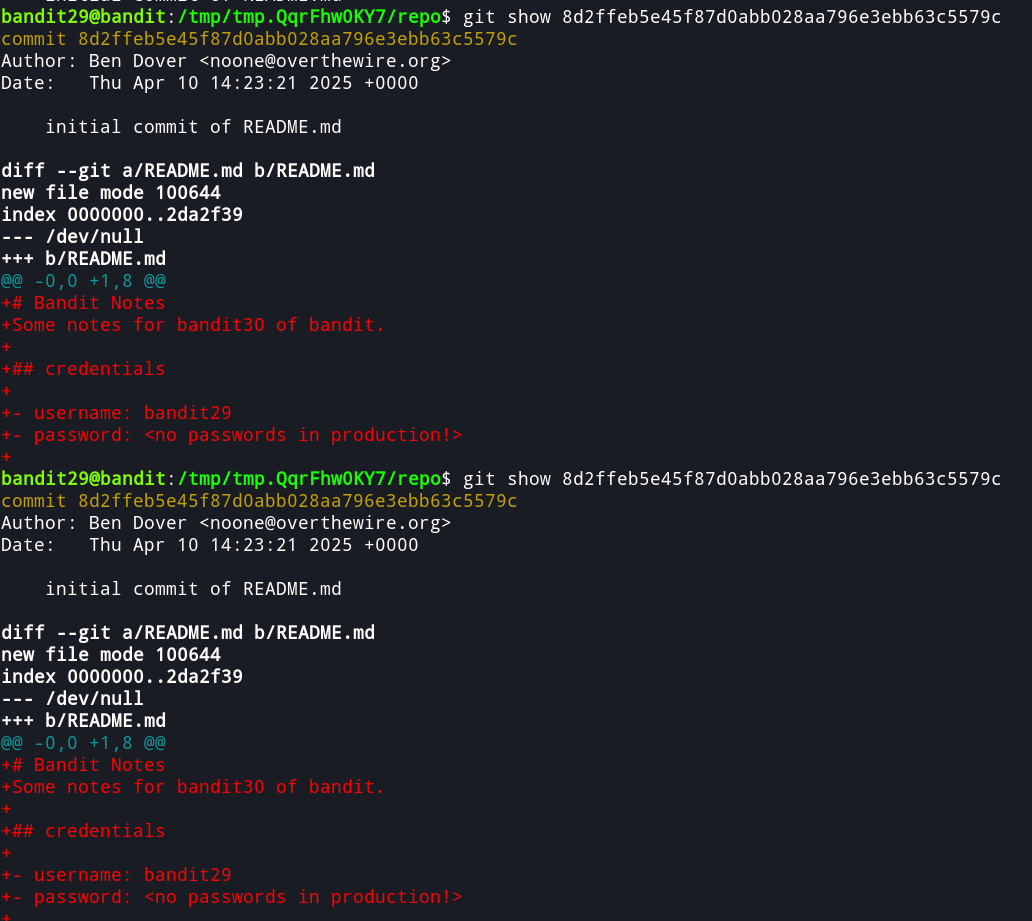 bandit29@bandit:/tmp/tmp.QqrFhw0KY7/repo$ git show 8d2ffeb5e45f87d0abb028aa796e3ebb63c5579c
commit 8d2ffeb5e45f87d0abb028aa796e3ebb63c5579c
Author: Ben Dover <noone@overthewire.org>
Date:   Thu Apr 10 14:23:21 2025 +0000

    initial commit of README.md

diff --git a/README.md b/README.md
new file mode 100644
index 0000000..2da2f39
--- /dev/null
+++ b/README.md
@@ -0,0 +1,8 @@
+# Bandit Notes
+Some notes for bandit30 of bandit.
+
+## credentials
+
+- username: bandit29
+- password: <no passwords in production!>
+
bandit29@bandit:/tmp/tmp.QqrFhw0KY7/repo$ git show 8d2ffeb5e45f87d0abb028aa796e3ebb63c5579c
commit 8d2ffeb5e45f87d0abb028aa796e3ebb63c5579c
Author: Ben Dover <noone@overthewire.org>
Date:   Thu Apr 10 14:23:21 2025 +0000

    initial commit of README.md

diff --git a/README.md b/README.md
new file mode 100644
index 0000000..2da2f39
--- /dev/null
+++ b/README.md
@@ -0,0 +1,8 @@
+# Bandit Notes
+Some notes for bandit30 of bandit.
+
+## credentials
+
+- username: bandit29
+- password: <no passwords in production!>
+